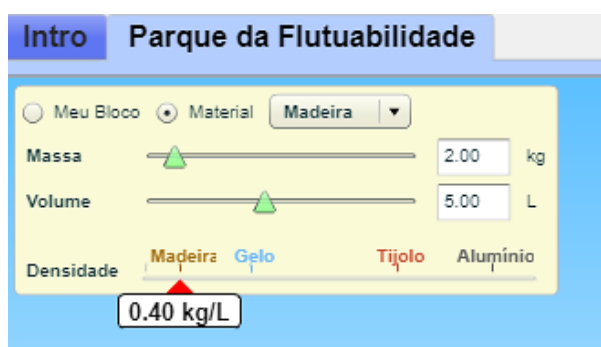 Intro Parque da Flutuabilidade
Meu Bloco Material Madeira
Massa 2.00 kg
Volume 5.00 L
Densidade Madeira Gelo Tijolo Alumínio
0.40 kg/L